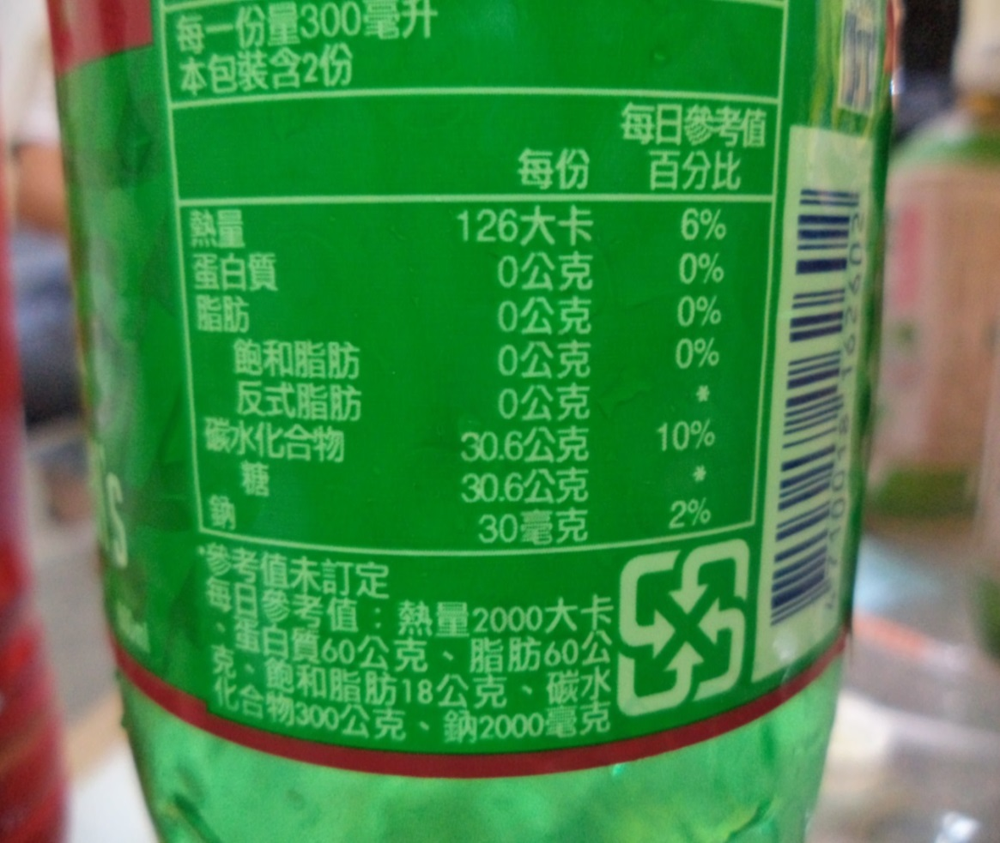 每一份量300毫升
本包裝含2份
每日參考值
每份 百分比
熱量 126大卡 6%
蛋白質 0公克 0%
脂肪 0公克 0%
飽和脂肪 0公克 0%
反式脂肪 0公克 *
碳水化合物 30.6公克 10%
糖 30.6公克 *
鈉 30毫克 2%
*參考值未訂定
每日參考值：熱量2000大卡
、蛋白質60公克、脂肪60公
克、飽和脂肪18公克、碳水
化合物300公克、鈉2000毫克